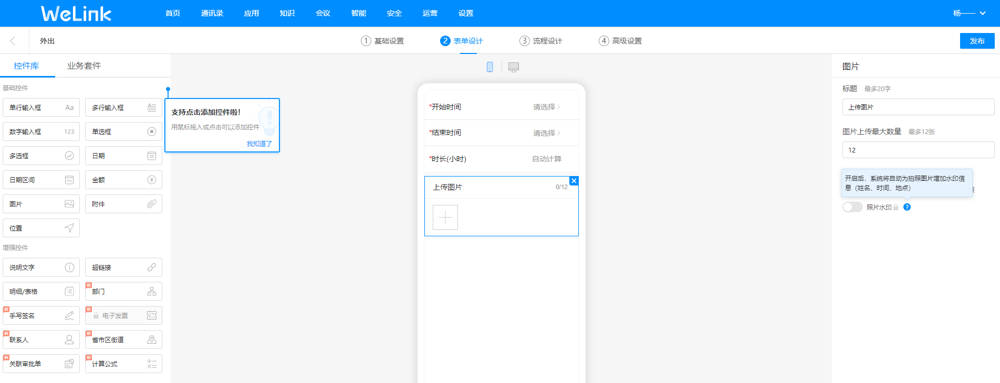 WeLink 首页 通讯录 应用 知识 会议 智能 安全 运营 设置 杨
外出 1 基础设置 2 表单设计 3 流程设计 4 高级设置 发布
控件库 业务套件
基础控件
单行输入框 Aa 多行输入框
数字输入框 123 单选框
多选框 日期
日期区间 金额
图片 附件
位置
增强控件
说明文字 超链接
明细/表格 新 部门
新 手写签名 新 电子发票
新 联系人 新 省市区街道
新 关联审批单 新 计算公式
支持点击添加控件啦!
用鼠标拖入或点击可以添加控件
我知道了
*开始时间 请选择
*结束时间 请选择
*时长(小时) 自动计算
上传图片 0/12
图片
标题 最多20字
上传图片
图片上传最大数量 最多12张
12
开启后，系统将自动为拍照图片增加水印信
息（姓名、时间、地点）
照片水印 ?